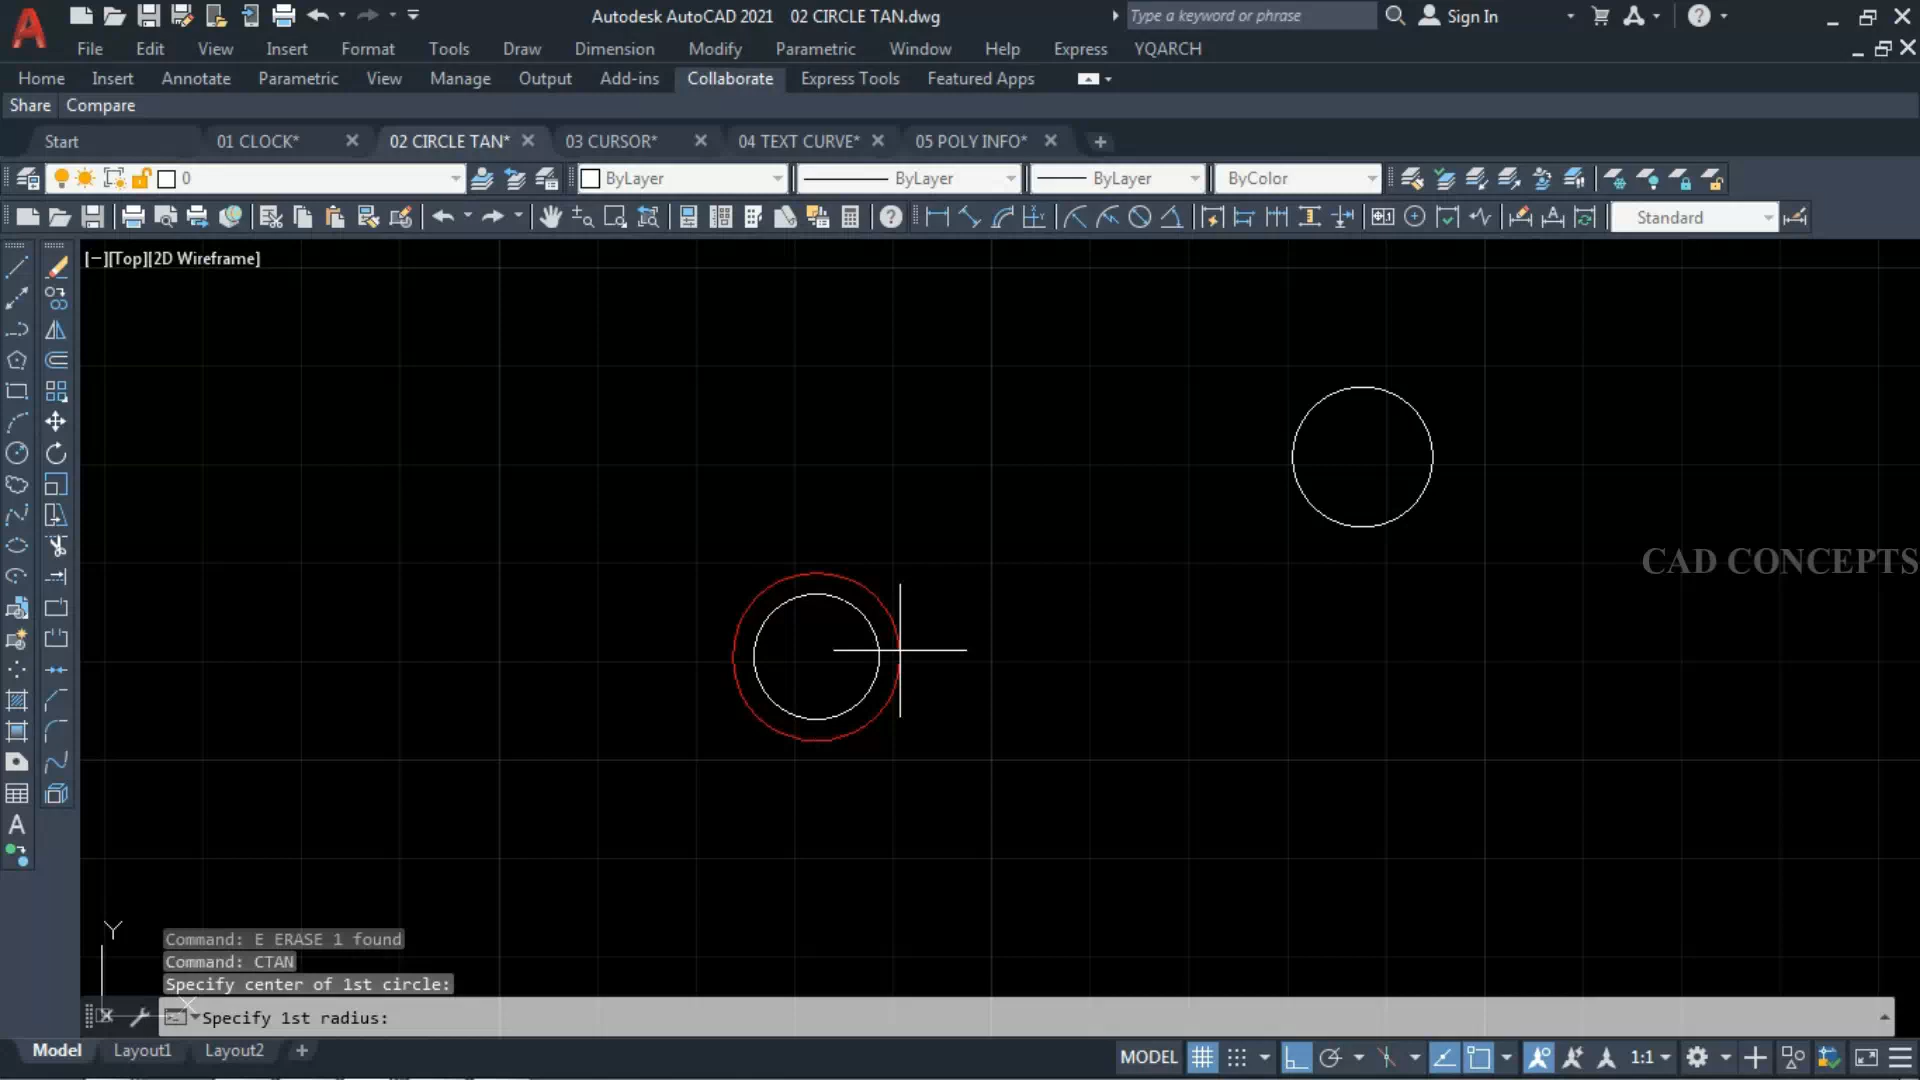 Autodesk AutoCAD 2021 02 CIRCLE TAN.dwg
Type a keyword or phrase
Sign In
File Edit View Insert Format Tools Draw Dimension Modify Parametric Window Help Express YQARCH
Home Insert Annotate Parametric View Manage Output Add-ins Collaborate Express Tools Featured Apps
Share Compare
Start 01 CLOCK* 02 CIRCLE TAN* 03 CURSOR* 04 TEXT CURVE* 05 POLY INFO*
0 ByLayer ByLayer ByLayer ByColor
Standard
[−][Top][2D Wireframe]
CAD CONCEPTS
Y
X
Command: E ERASE 1 found
Command: CTAN
Specify center of 1st circle:
Specify 1st radius:
Model Layout1 Layout2
MODEL 1:1